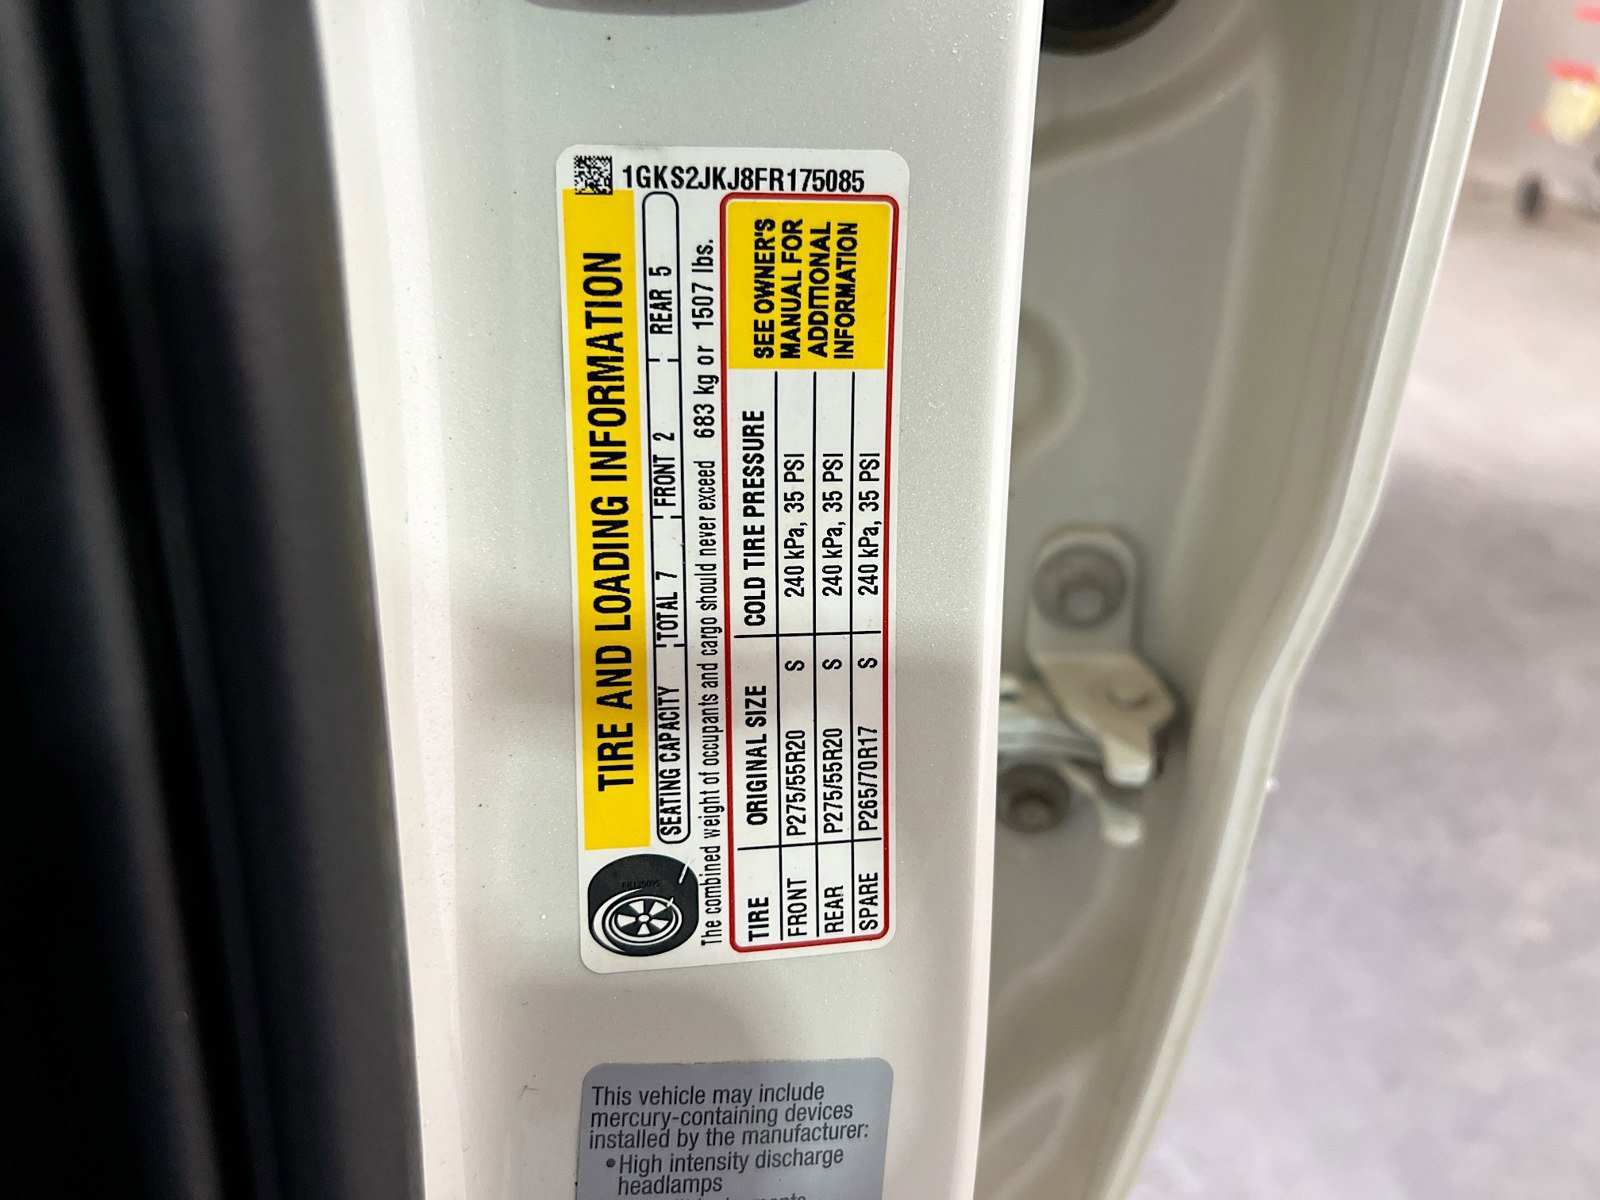 1GKS2JKJ8FR175085
TIRE AND LOADING INFORMATION
SEATING CAPACITY TOTAL 7 FRONT 2 REAR 5
The combined weight of occupants and cargo should never exceed 683 kg or 1507 lbs.
TIRE ORIGINAL SIZE COLD TIRE PRESSURE
FRONT P275/55R20 S 240 kPa, 35 PSI
REAR P275/55R20 S 240 kPa, 35 PSI
SPARE P265/70R17 S 240 kPa, 35 PSI
SEE OWNER'S
MANUAL FOR
ADDITIONAL
INFORMATION
This vehicle may include
mercury-containing devices
installed by the manufacturer:
•High intensity discharge
headlamps